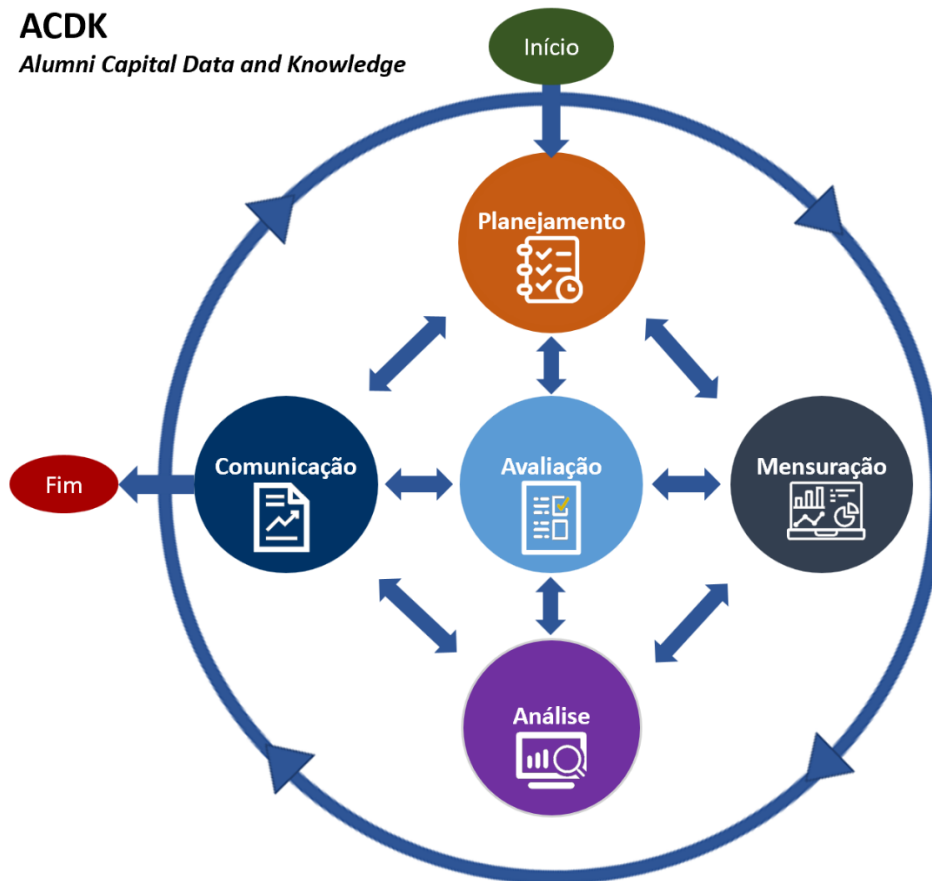 ACDK
Alumni Capital Data and Knowledge
Início
Planejamento
Comunicação
Avaliação
Mensuração
Fim
Análise